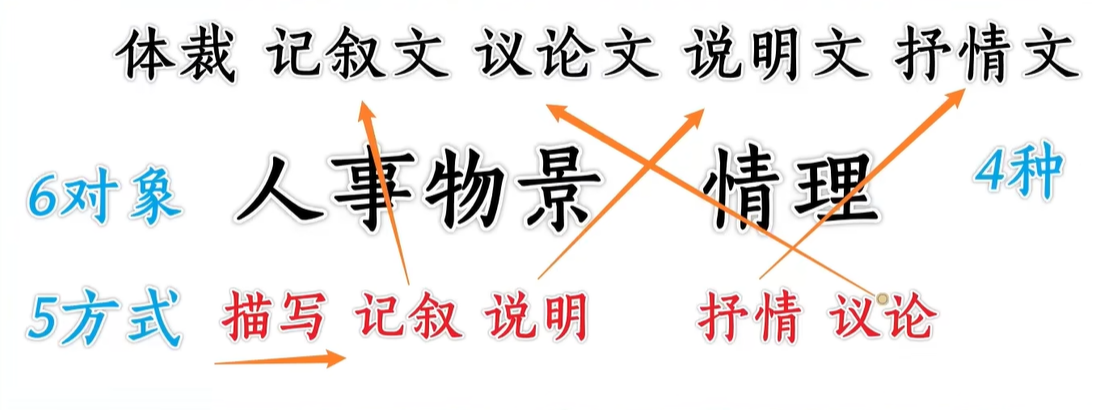 体裁 记叙文 议论文 说明文 抒情文
6对象 人事物景 情理 4种
5方式 描写 记叙 说明 抒情 议论